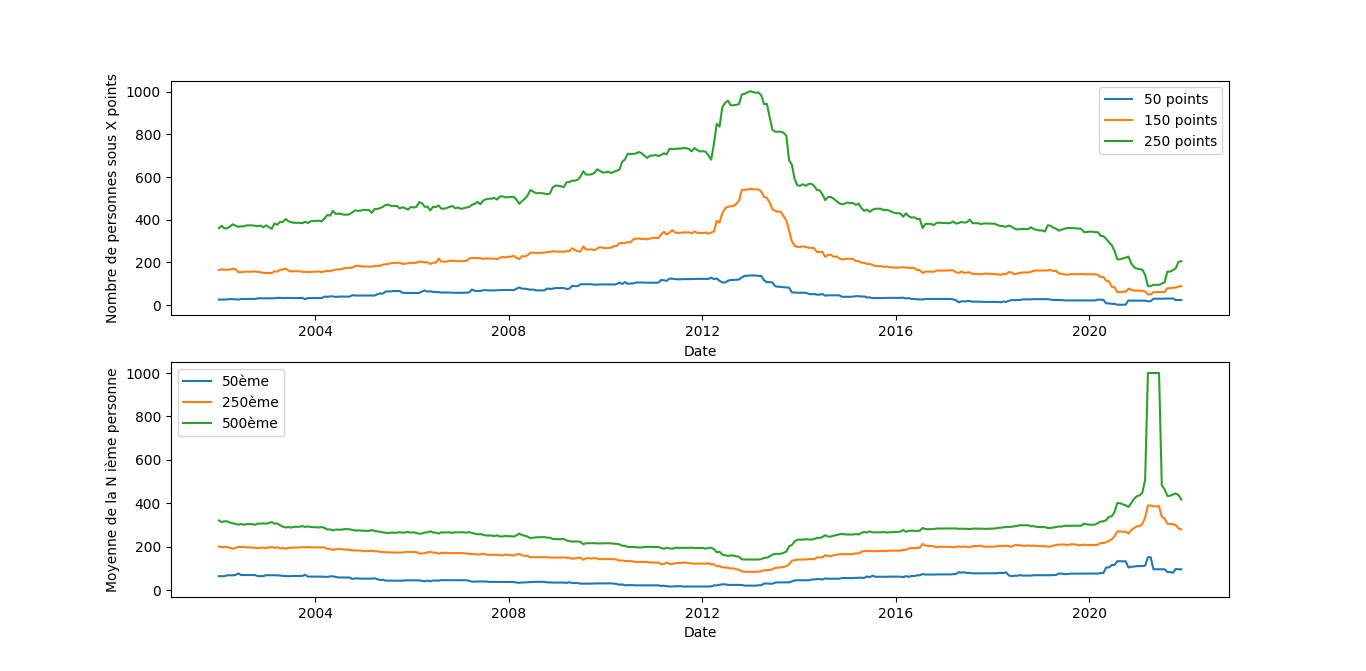 Nombre de personnes sous X points
1000
800
600
400
200
0
50 points
150 points
250 points
2004 2008 2012 2016 2020
Date
Moyenne de la N ième personne
1000
800
600
400
200
0
50ème
250ème
500ème
2004 2008 2012 2016 2020
Date